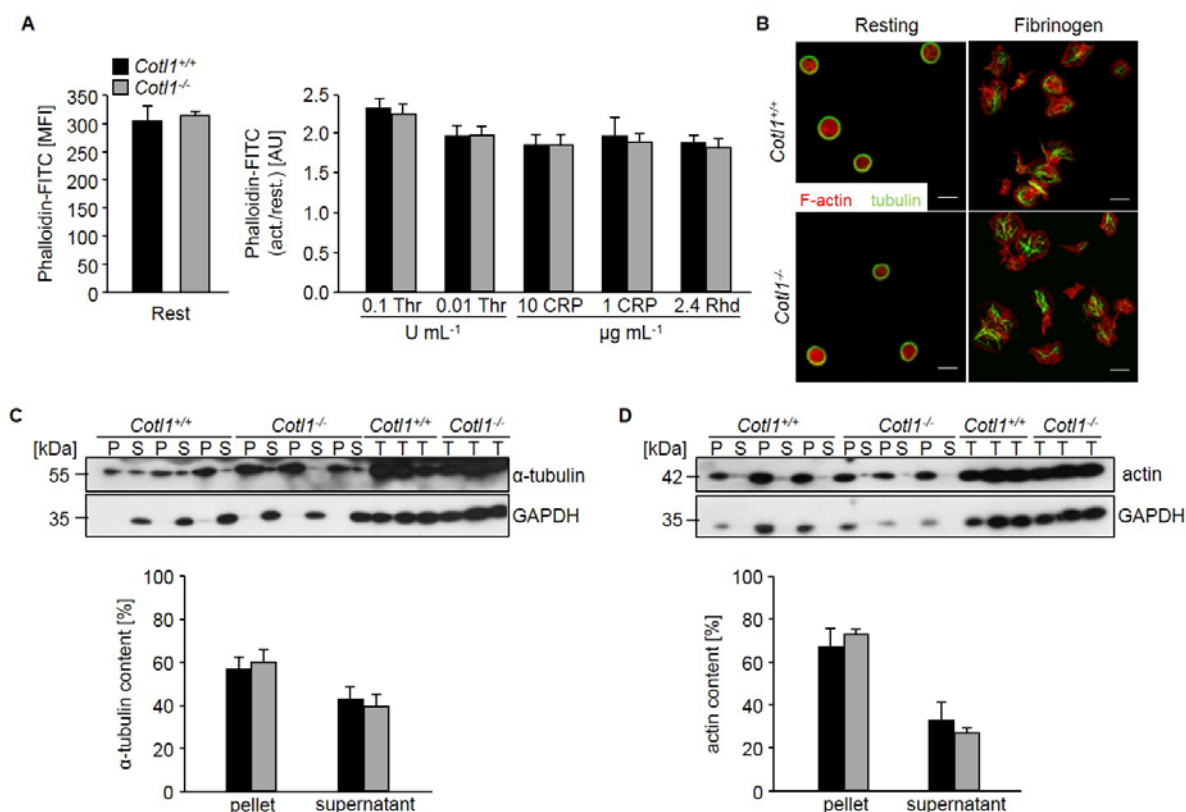 A
Cotl1+/+
Cotl1-/-
Phalloidin-FITC [MFI]
350
300
250
200
150
100
50
0
Rest
Phalloidin-FITC
(act./rest.) [AU]
2.5
2.0
1.5
1.0
0.5
0.0
0.1 Thr 0.01 Thr 10 CRP 1 CRP 2.4 Rhd
U mL-1 µg mL-1
B
Resting Fibrinogen
Cotl1+/+
F-actin tubulin
Cotl1-/-
C
Cotl1+/+ Cotl1-/- Cotl1+/+ Cotl1-/-
[kDa] P S P S P S P S P S P S T T T T T T
55 α-tubulin
35 GAPDH
α-tubulin content [%]
100
80
60
40
20
0
pellet supernatant
D
Cotl1+/+ Cotl1-/- Cotl1+/+ Cotl1-/-
[kDa] P S P S P S P S P S P S T T T T T T
42 actin
35 GAPDH
actin content [%]
100
80
60
40
20
0
pellet supernatant